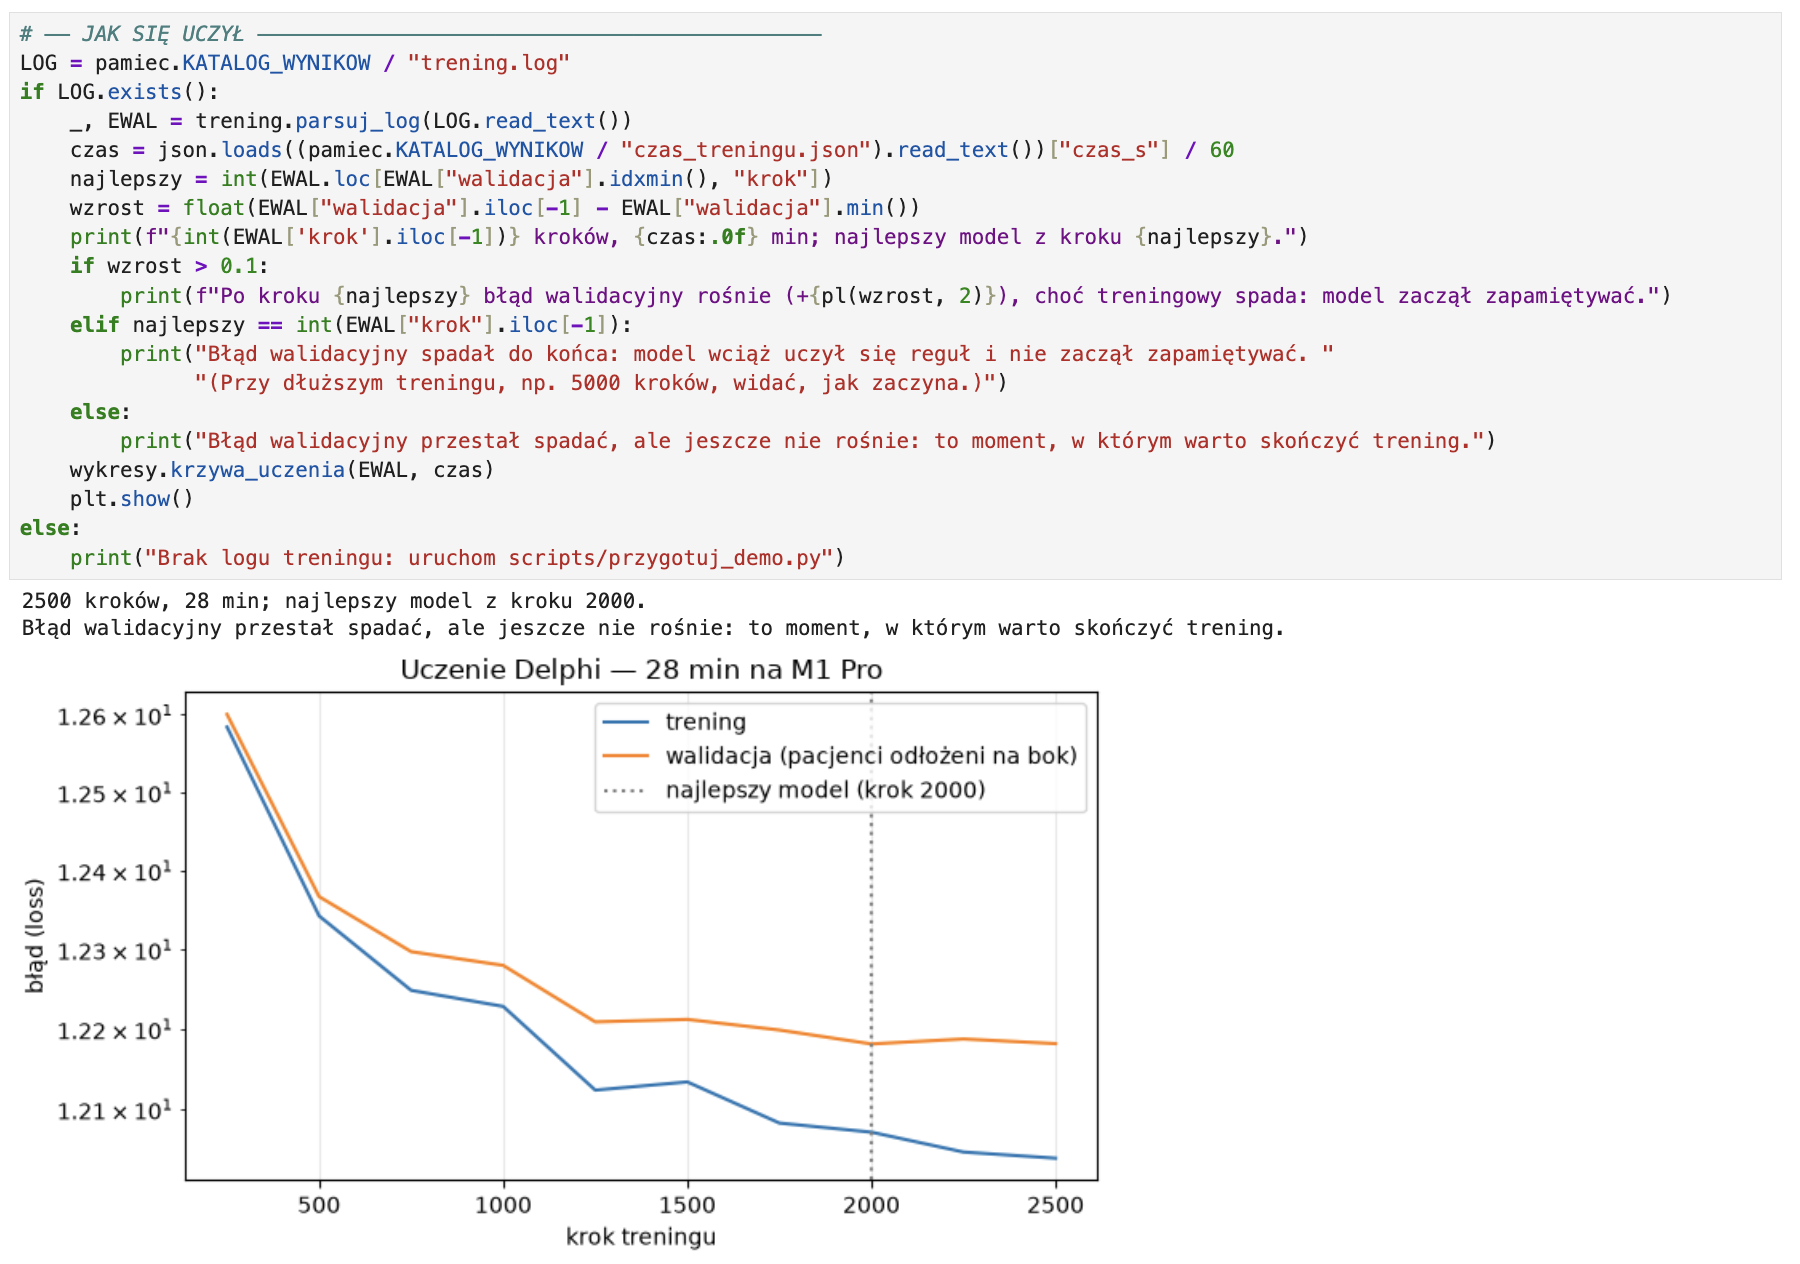 # —— JAK SIĘ UCZYŁ ————————————————————————————
LOG = pamiec.KATALOG_WYNIKOW / "trening.log"
if LOG.exists():
    _, EWAL = trening.parsuj_log(LOG.read_text())
    czas = json.loads((pamiec.KATALOG_WYNIKOW / "czas_treningu.json").read_text())["czas_s"] / 60
    najlepszy = int(EWAL.loc[EWAL["walidacja"].idxmin(), "krok"])
    wzrost = float(EWAL["walidacja"].iloc[-1] - EWAL["walidacja"].min())
    print(f"{int(EWAL['krok'].iloc[-1])} kroków, {czas:.0f} min; najlepszy model z kroku {najlepszy}.")
    if wzrost > 0.1:
        print(f"Po kroku {najlepszy} błąd walidacyjny rośnie (+{pl(wzrost, 2)}), choć treningowy spada: model zaczął zapamiętywać.")
    elif najlepszy == int(EWAL["krok"].iloc[-1]):
        print("Błąd walidacyjny spadał do końca: model wciąż uczył się reguł i nie zaczął zapamiętywać. "
              "(Przy dłuższym treningu, np. 5000 kroków, widać, jak zaczyna.)")
    else:
        print("Błąd walidacyjny przestał spadać, ale jeszcze nie rośnie: to moment, w którym warto skończyć trening.")
    wykresy.krzywa_uczenia(EWAL, czas)
    plt.show()
else:
    print("Brak logu treningu: uruchom scripts/przygotuj_demo.py")
2500 kroków, 28 min; najlepszy model z kroku 2000.
Błąd walidacyjny przestał spadać, ale jeszcze nie rośnie: to moment, w którym warto skończyć trening.
Uczenie Delphi — 28 min na M1 Pro
trening
walidacja (pacjenci odłożeni na bok)
najlepszy model (krok 2000)
1.26 × 10¹
1.25 × 10¹
1.24 × 10¹
1.23 × 10¹
1.22 × 10¹
1.21 × 10¹
błąd (loss)
500 1000 1500 2000 2500
krok treningu